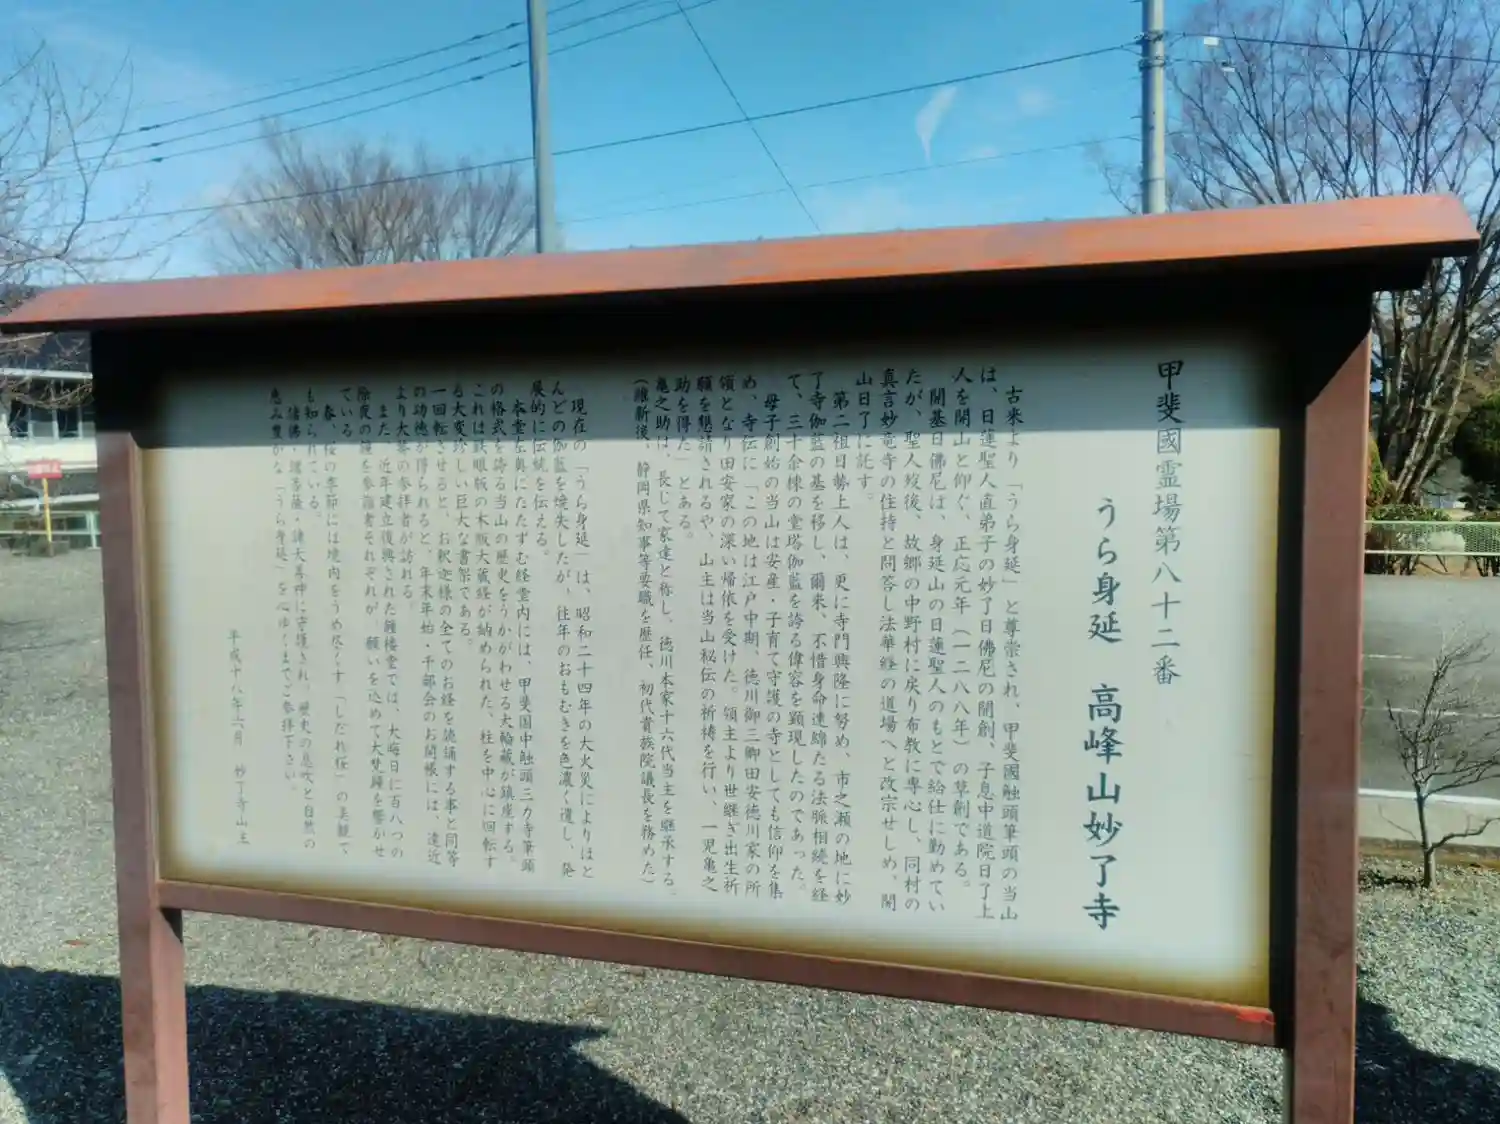 甲斐國霊場第八十二番
うら身延　高峰山妙了寺
古来より「うら身延」と尊崇され、甲斐國触頭筆頭の当山
は、日蓮聖人直弟子の妙了日佛尼の開創、子息中道院日了上
人を開山と仰ぐ、正応元年（一二八八年）の草創である。
開基日佛尼は、身延山の日蓮聖人のもとで給仕に勤めてい
たが、聖人歿後、故郷の中野村に戻り布教に専心し、同村の
真言妙竜寺の住持と問答し法華経の道場へと改宗せしめ、開
山日了に託す。
第二祖日勢上人は、更に寺門興隆に努め、市之瀬の地に妙
了寺伽藍の基を移し、爾来、不惜身命連綿たる法脈相続を経
て、三十余棟の堂塔伽藍を誇る偉容を顕現したのであった。
母子創始の当山は安産・子育て守護の寺としても信仰を集
め、寺伝に「この地は江戸中期、徳川御三卿田安徳川家の所
領となり田安家の深い帰依を受けた。領主より世継ぎ出生祈
願を懇請されるや、山主は当山秘伝の祈祷を行い、一児亀之
助を得た」とある。
亀之助は、長じて家達と称し、徳川本家十六代当主を継承する。
（維新後、静岡県知事等要職を歴任、初代貴族院議長を務めた）
現在の「うら身延」は、昭和二十四年の大火災によりほと
んどの伽藍を焼失したが、往年のおもむきを色濃く遺し、発
展的に伝統を伝える。
本堂左奥にたたずむ経堂内には、甲斐国中触頭三カ寺筆頭
の格式を誇る当山の歴史をうかがわせる大輪蔵が鎮座する。
これは鉄眼版の木版大蔵経が納められた、柱を中心に回転す
る大変珍しい巨大な書架である。
一回転させると、お釈迦様の全てのお経を読誦する事と同等
の功徳が得られると、年末年始・千部会のお開帳には、遠近
より大勢の参拝者が訪れる。
また、近年建立復興された鐘楼堂では、大晦日に百八つの
除夜の鐘を参詣者それぞれが、願いを込めて大梵鐘を響かせ
ている。
春、桜の季節には境内をうめ尽くす「しだれ桜」の美観で
も知られている。
諸佛・諸菩薩・諸天善神に守護され、歴史の息吹と自然の
恵み豊かな「うら身延」を心ゆくまでご参拝下さい。
平成十八年六月　妙了寺山主